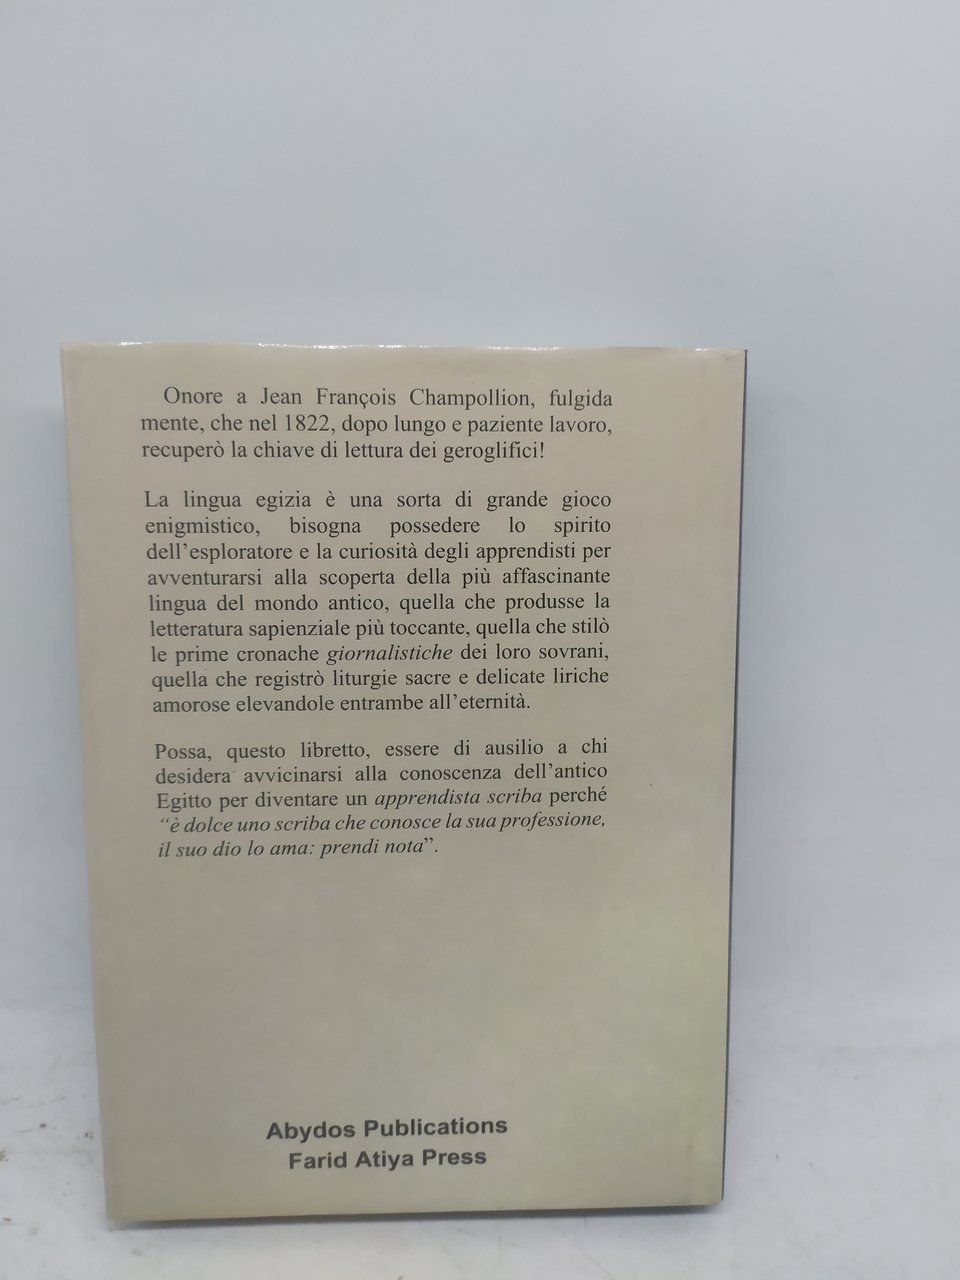 Onore a Jean François Champollion, fulgida
mente, che nel 1822, dopo lungo e paziente lavoro,
recuperò la chiave di lettura dei geroglifici!
La lingua egizia è una sorta di grande gioco
enigmistico, bisogna possedere lo spirito
dell'esploratore e la curiosità degli apprendisti per
avventurarsi alla scoperta della più affascinante
lingua del mondo antico, quella che produsse la
letteratura sapienziale più toccante, quella che stilò
le prime cronache giornalistiche dei loro sovrani,
quella che registrò liturgie sacre e delicate liriche
amorose elevandole entrambe all'eternità.
Possa, questo libretto, essere di ausilio a chi
desidera avvicinarsi alla conoscenza dell'antico
Egitto per diventare un apprendista scriba perché
“è dolce uno scriba che conosce la sua professione,
il suo dio lo ama: prendi nota”.
Abydos Publications
Farid Atiya Press